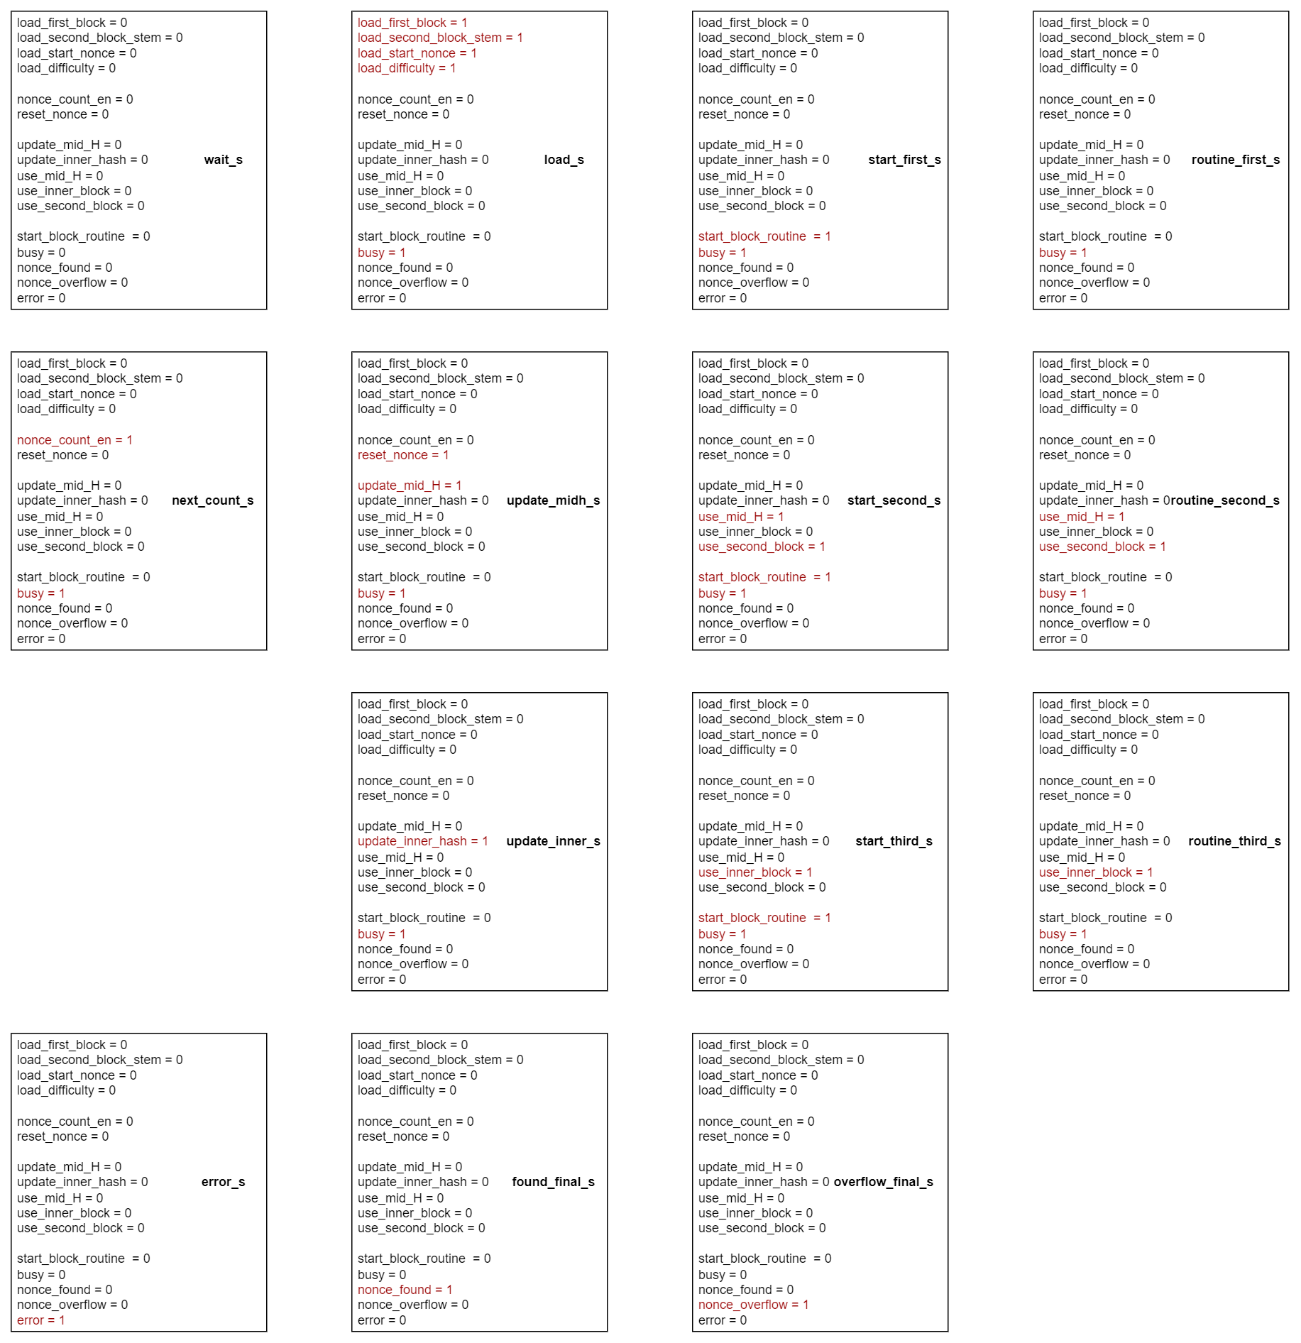 load_first_block = 0
load_second_block_stem = 0
load_start_nonce = 0
load_difficulty = 0
nonce_count_en = 0
reset_nonce = 0
update_mid_H = 0
update_inner_hash = 0 wait_s
use_mid_H = 0
use_inner_block = 0
use_second_block = 0
start_block_routine = 0
busy = 0
nonce_found = 0
nonce_overflow = 0
error = 0
load_first_block = 1
load_second_block_stem = 1
load_start_nonce = 1
load_difficulty = 1
nonce_count_en = 0
reset_nonce = 0
update_mid_H = 0
update_inner_hash = 0 load_s
use_mid_H = 0
use_inner_block = 0
use_second_block = 0
start_block_routine = 0
busy = 1
nonce_found = 0
nonce_overflow = 0
error = 0
load_first_block = 0
load_second_block_stem = 0
load_start_nonce = 0
load_difficulty = 0
nonce_count_en = 0
reset_nonce = 0
update_mid_H = 0
update_inner_hash = 0 start_first_s
use_mid_H = 0
use_inner_block = 0
use_second_block = 0
start_block_routine = 1
busy = 1
nonce_found = 0
nonce_overflow = 0
error = 0
load_first_block = 0
load_second_block_stem = 0
load_start_nonce = 0
load_difficulty = 0
nonce_count_en = 0
reset_nonce = 0
update_mid_H = 0
update_inner_hash = 0 routine_first_s
use_mid_H = 0
use_inner_block = 0
use_second_block = 0
start_block_routine = 0
busy = 1
nonce_found = 0
nonce_overflow = 0
error = 0
load_first_block = 0
load_second_block_stem = 0
load_start_nonce = 0
load_difficulty = 0
nonce_count_en = 1
reset_nonce = 0
update_mid_H = 0
update_inner_hash = 0 next_count_s
use_mid_H = 0
use_inner_block = 0
use_second_block = 0
start_block_routine = 0
busy = 1
nonce_found = 0
nonce_overflow = 0
error = 0
load_first_block = 0
load_second_block_stem = 0
load_start_nonce = 0
load_difficulty = 0
nonce_count_en = 0
reset_nonce = 1
update_mid_H = 1
update_inner_hash = 0 update_midh_s
use_mid_H = 0
use_inner_block = 0
use_second_block = 0
start_block_routine = 0
busy = 1
nonce_found = 0
nonce_overflow = 0
error = 0
load_first_block = 0
load_second_block_stem = 0
load_start_nonce = 0
load_difficulty = 0
nonce_count_en = 0
reset_nonce = 0
update_mid_H = 0
update_inner_hash = 0 start_second_s
use_mid_H = 1
use_inner_block = 0
use_second_block = 1
start_block_routine = 1
busy = 1
nonce_found = 0
nonce_overflow = 0
error = 0
load_first_block = 0
load_second_block_stem = 0
load_start_nonce = 0
load_difficulty = 0
nonce_count_en = 0
reset_nonce = 0
update_mid_H = 0
update_inner_hash = 0 routine_second_s
use_mid_H = 1
use_inner_block = 0
use_second_block = 1
start_block_routine = 0
busy = 1
nonce_found = 0
nonce_overflow = 0
error = 0
load_first_block = 0
load_second_block_stem = 0
load_start_nonce = 0
load_difficulty = 0
nonce_count_en = 0
reset_nonce = 0
update_mid_H = 0
update_inner_hash = 1 update_inner_s
use_mid_H = 0
use_inner_block = 0
use_second_block = 0
start_block_routine = 0
busy = 1
nonce_found = 0
nonce_overflow = 0
error = 0
load_first_block = 0
load_second_block_stem = 0
load_start_nonce = 0
load_difficulty = 0
nonce_count_en = 0
reset_nonce = 0
update_mid_H = 0
update_inner_hash = 0 start_third_s
use_mid_H = 0
use_inner_block = 1
use_second_block = 0
start_block_routine = 1
busy = 1
nonce_found = 0
nonce_overflow = 0
error = 0
load_first_block = 0
load_second_block_stem = 0
load_start_nonce = 0
load_difficulty = 0
nonce_count_en = 0
reset_nonce = 0
update_mid_H = 0
update_inner_hash = 0 routine_third_s
use_mid_H = 0
use_inner_block = 1
use_second_block = 0
start_block_routine = 0
busy = 1
nonce_found = 0
nonce_overflow = 0
error = 0
load_first_block = 0
load_second_block_stem = 0
load_start_nonce = 0
load_difficulty = 0
nonce_count_en = 0
reset_nonce = 0
update_mid_H = 0
update_inner_hash = 0 error_s
use_mid_H = 0
use_inner_block = 0
use_second_block = 0
start_block_routine = 0
busy = 0
nonce_found = 0
nonce_overflow = 0
error = 1
load_first_block = 0
load_second_block_stem = 0
load_start_nonce = 0
load_difficulty = 0
nonce_count_en = 0
reset_nonce = 0
update_mid_H = 0
update_inner_hash = 0 found_final_s
use_mid_H = 0
use_inner_block = 0
use_second_block = 0
start_block_routine = 0
busy = 0
nonce_found = 1
nonce_overflow = 0
error = 0
load_first_block = 0
load_second_block_stem = 0
load_start_nonce = 0
load_difficulty = 0
nonce_count_en = 0
reset_nonce = 0
update_mid_H = 0
update_inner_hash = 0 overflow_final_s
use_mid_H = 0
use_inner_block = 0
use_second_block = 0
start_block_routine = 0
busy = 0
nonce_found = 0
nonce_overflow = 1
error = 0